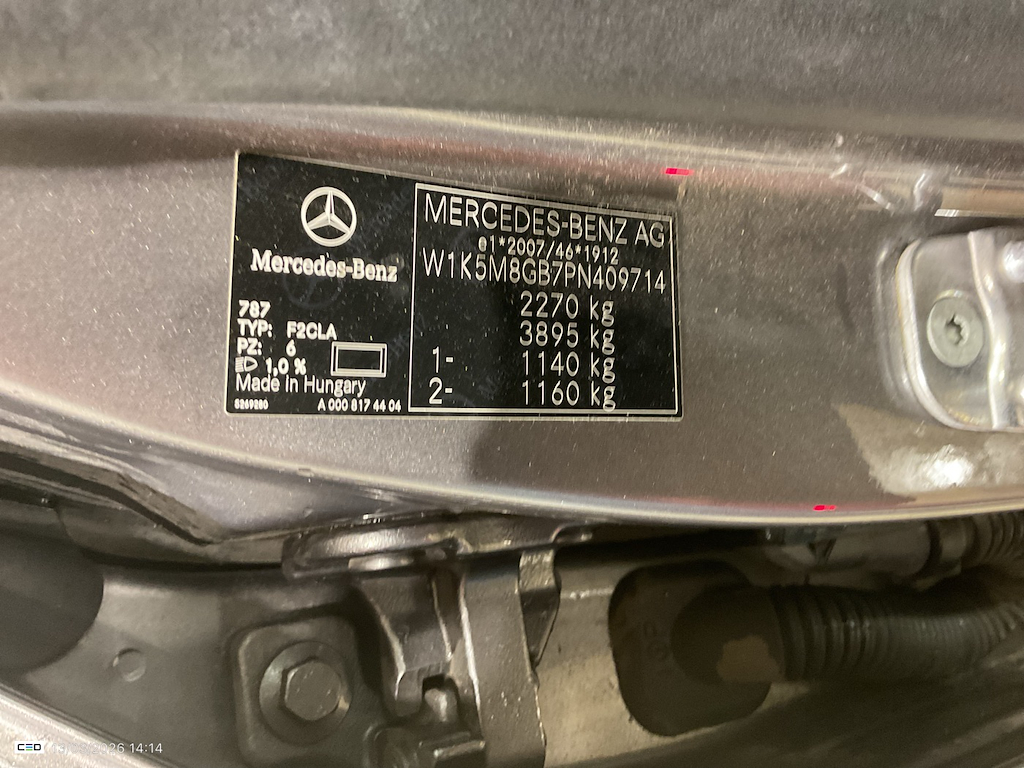 Mercedes-Benz
787
TYP: F2CLA
PZ: 6
1,0 %
Made in Hungary
8269280 A 000 817 44 04
MERCEDES-BENZ AG
e1*2007/46*1912
W1K5M8GB7PN409714
2270 kg
3895 kg
1- 1140 kg
2- 1160 kg
14:14